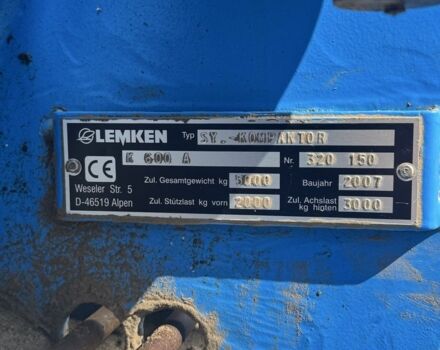 LEMKEN Typ SY.-KOMPAKTOR
K 600 A Nr. 320 150
CE
Zul. Gesamtgewicht kg 5000 Baujahr 2007
Weseler Str. 5
D-46519 Alpen
Zul. Stützlast kg vorn 2000 Zul. Achslast kg higten 3000